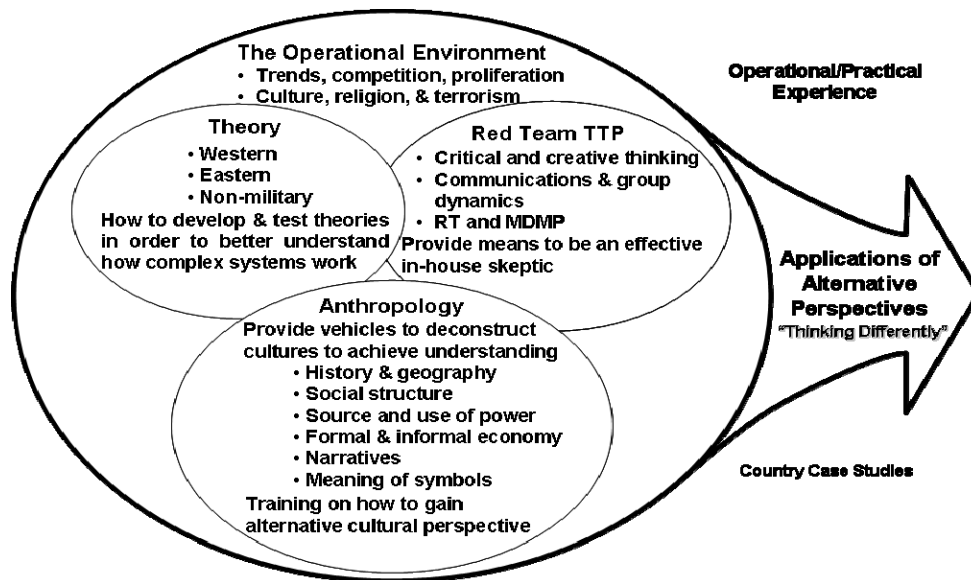 The Operational Environment
• Trends, competition, proliferation
• Culture, religion, & terrorism
Theory
• Western
• Eastern
• Non-military
How to develop & test theories
in order to better understand
how complex systems work
Red Team TTP
• Critical and creative thinking
• Communications & group
dynamics
• RT and MDMP
Provide means to be an effective
in-house skeptic
Anthropology
Provide vehicles to deconstruct
cultures to achieve understanding
• History & geography
• Social structure
• Source and use of power
• Formal & informal economy
• Narratives
• Meaning of symbols
Training on how to gain
alternative cultural perspective
Operational/Practical
Experience
Applications of
Alternative
Perspectives
"Thinking Differently"
Country Case Studies